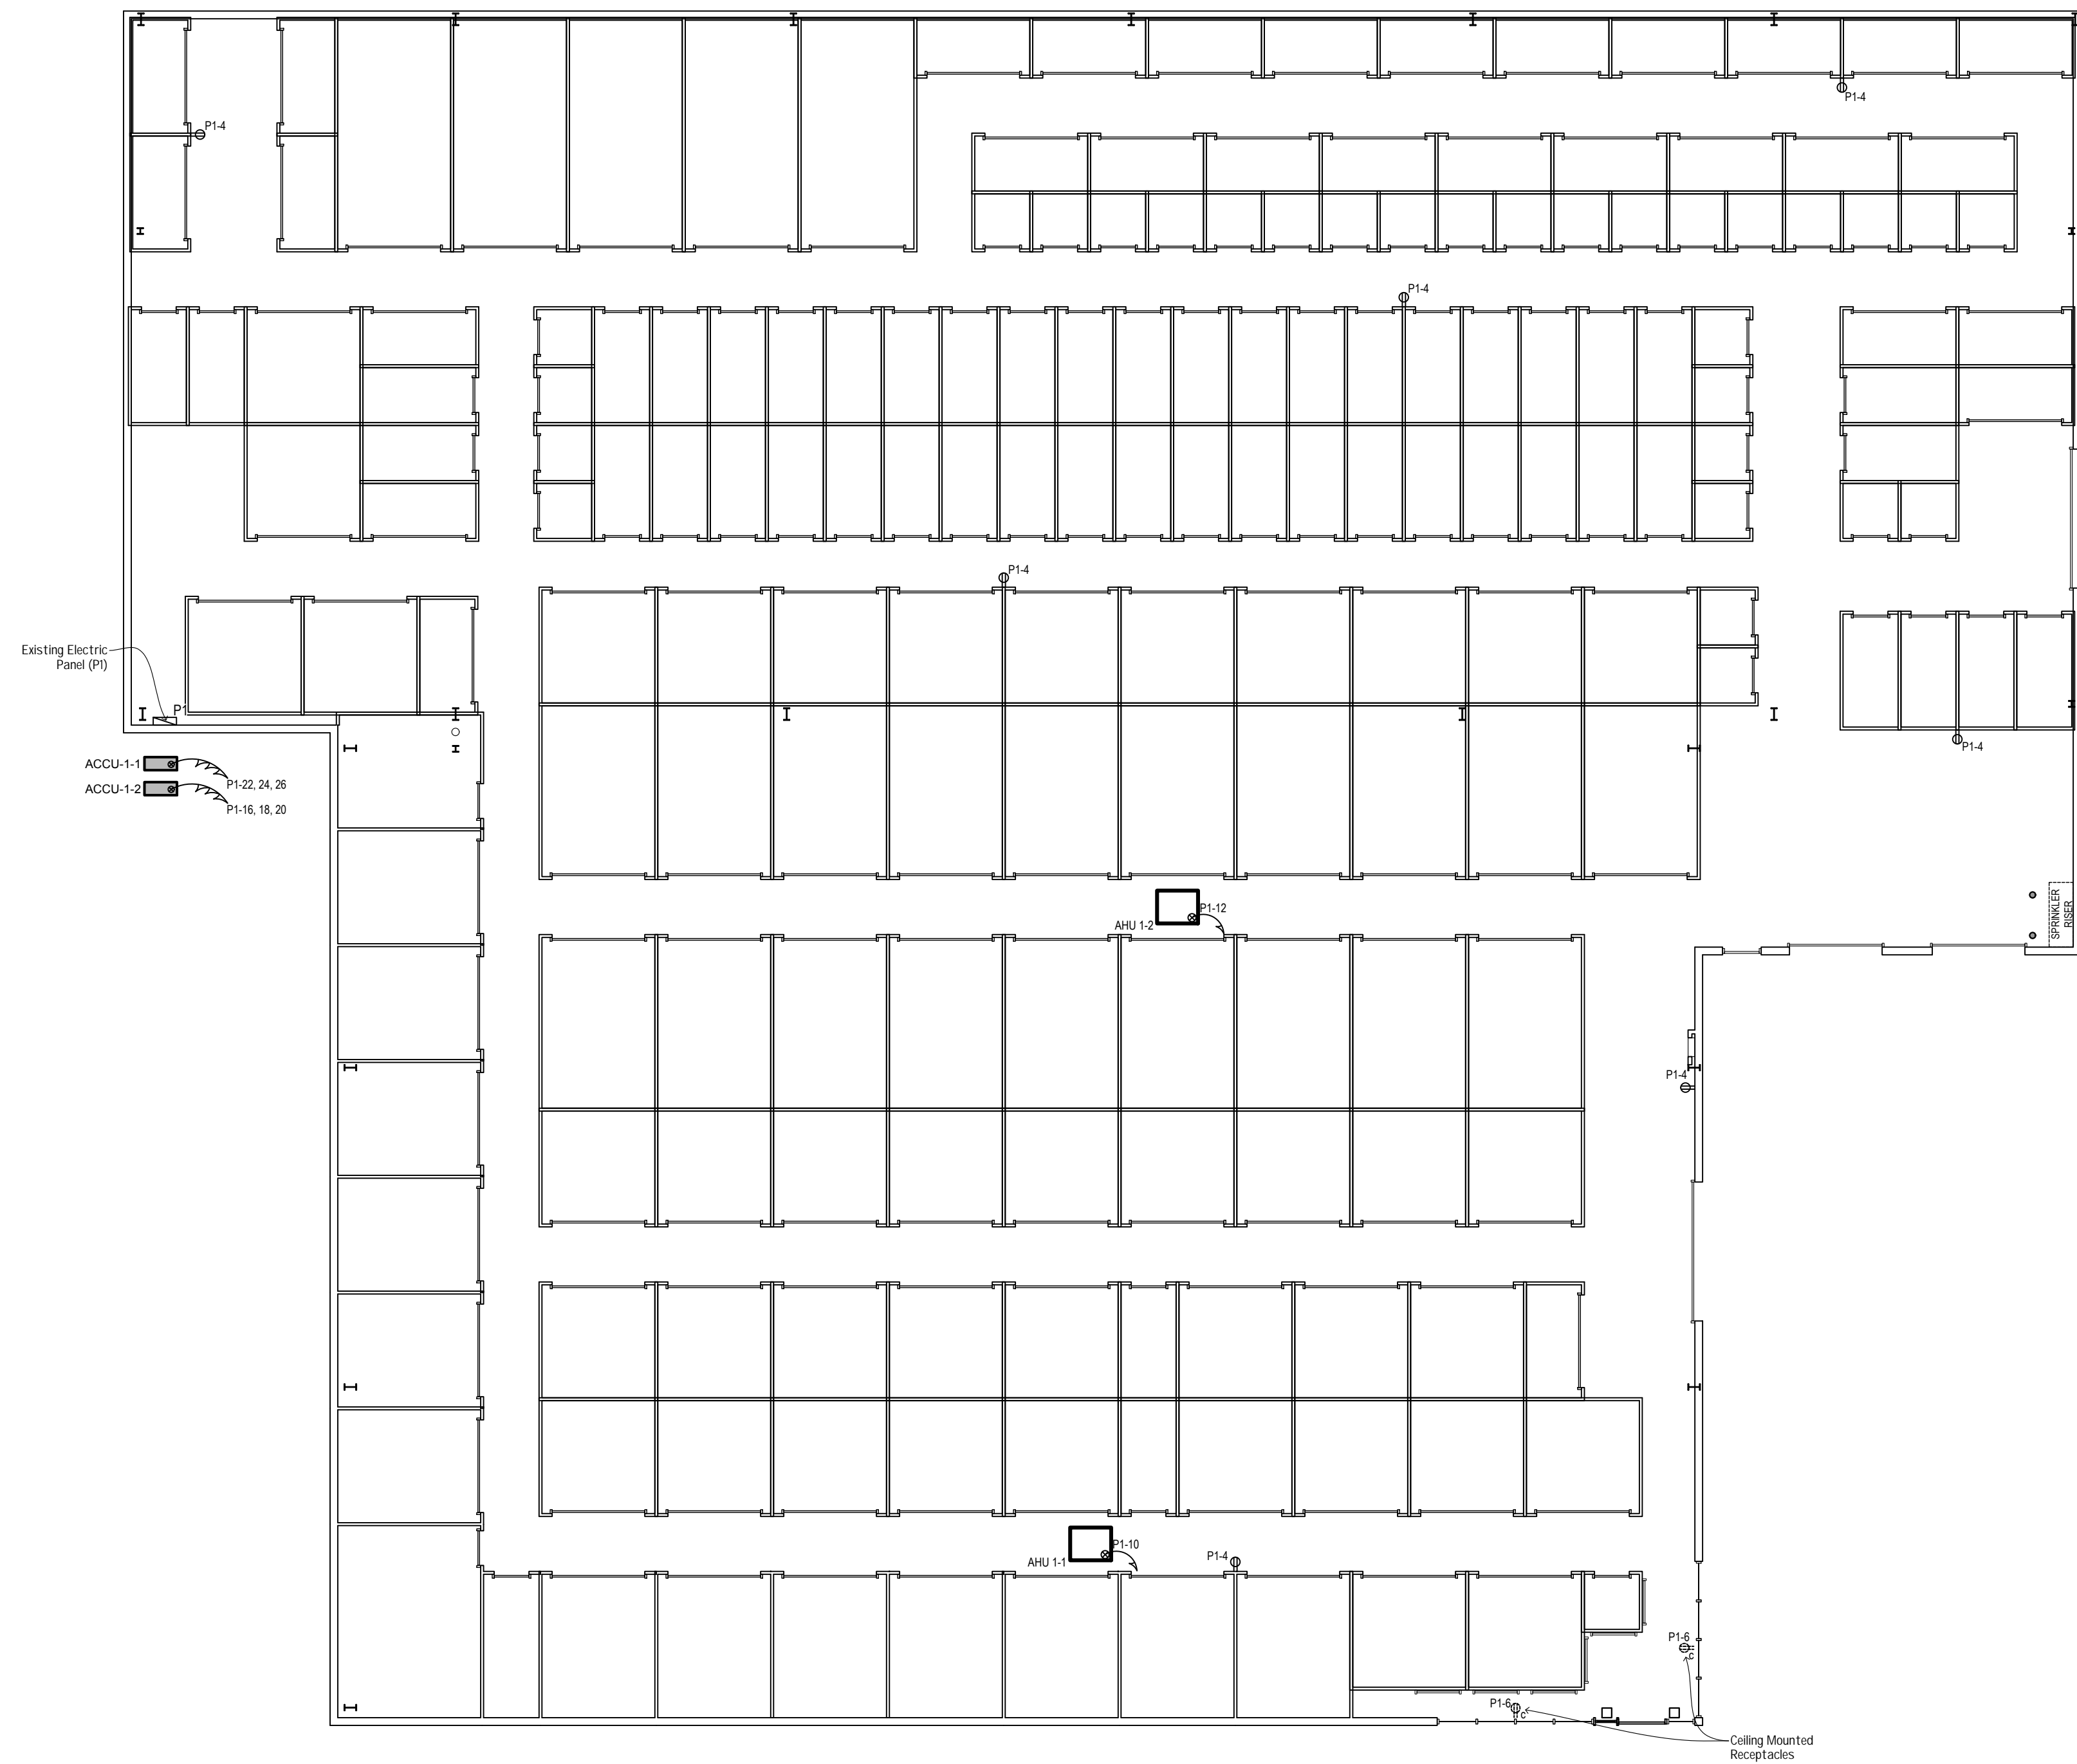 P1-4
P1-4
P1-4
P1-4
Existing Electric
Panel (P1)
P1
P1-4
ACCU-1-1
P1-22, 24, 26
ACCU-1-2
P1-16, 18, 20
P1-12
AHU 1-2
SPRINKLER
RISER
P1-4
P1-10
AHU 1-1
P1-4
P1-6
c
P1-6
c
Ceiling Mounted
Receptacles